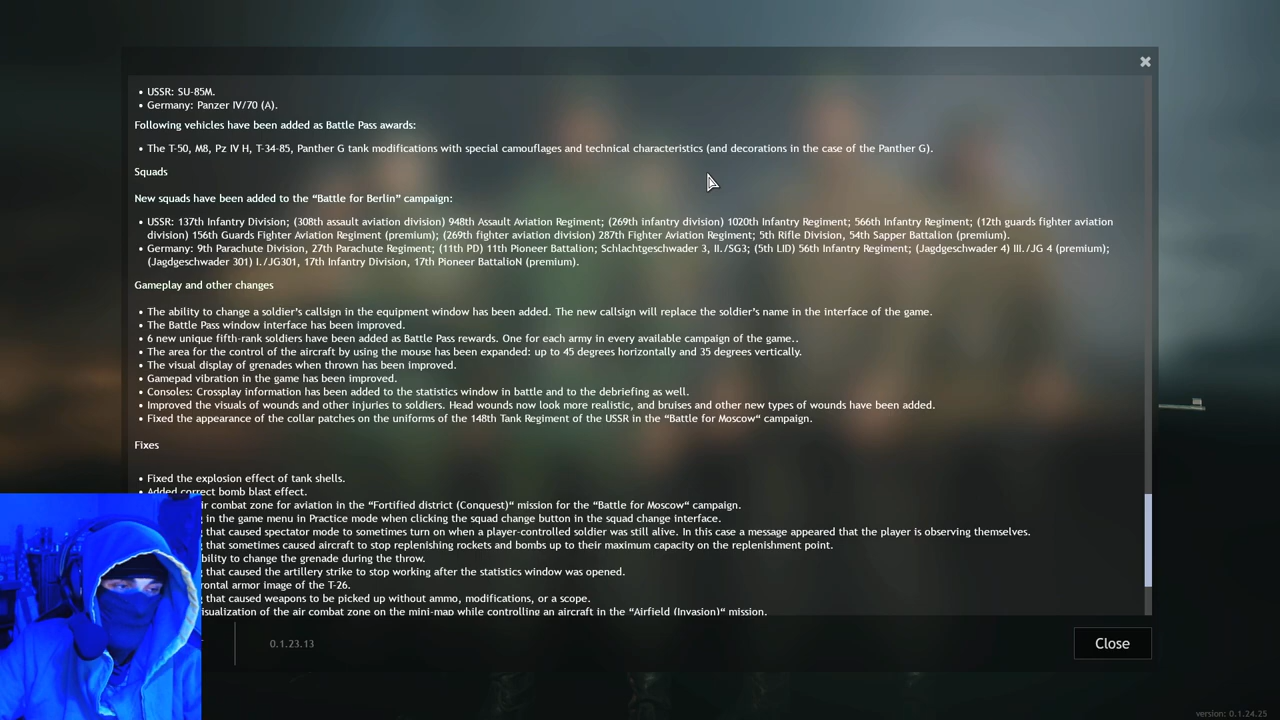 • USSR: SU-85M.
• Germany: Panzer IV/70 (A).
Following vehicles have been added as Battle Pass awards:
• The T-50, M8, Pz IV H, T-34-85, Panther G tank modifications with special camouflages and technical characteristics (and decorations in the case of the Panther G).
Squads
New squads have been added to the “Battle for Berlin” campaign:
• USSR: 137th Infantry Division; (308th assault aviation division) 948th Assault Aviation Regiment; (269th infantry division) 1020th Infantry Regiment; 566th Infantry Regiment; (12th guards fighter aviation
division) 156th Guards Fighter Aviation Regiment (premium); (269th fighter aviation division) 287th Fighter Aviation Regiment; 5th Rifle Division, 54th Sapper Battalion (premium).
• Germany: 9th Parachute Division, 27th Parachute Regiment; (11th PD) 11th Pioneer Battalion; Schlachtgeschwader 3, II./SG3; (5th LID) 56th Infantry Regiment; (Jagdgeschwader 4) III./JG 4 (premium);
(Jagdgeschwader 301) I./JG301, 17th Infantry Division, 17th Pioneer BattalioN (premium).
Gameplay and other changes
• The ability to change a soldier’s callsign in the equipment window has been added. The new callsign will replace the soldier’s name in the interface of the game.
• The Battle Pass window interface has been improved.
• 6 new unique fifth-rank soldiers have been added as Battle Pass rewards. One for each army in every available campaign of the game..
• The area for the control of the aircraft by using the mouse has been expanded: up to 45 degrees horizontally and 35 degrees vertically.
• The visual display of grenades when thrown has been improved.
• Gamepad vibration in the game has been improved.
• Consoles: Crossplay information has been added to the statistics window in battle and to the debriefing as well.
• Improved the visuals of wounds and other injuries to soldiers. Head wounds now look more realistic, and bruises and other new types of wounds have been added.
• Fixed the appearance of the collar patches on the uniforms of the 148th Tank Regiment of the USSR in the “Battle for Moscow“ campaign.
Fixes
• Fixed the explosion effect of tank shells.
• Added correct bomb blast effect.
air combat zone for aviation in the “Fortified district (Conquest)“ mission for the “Battle for Moscow“ campaign.
in the game menu in Practice mode when clicking the squad change button in the squad change interface.
that caused spectator mode to sometimes turn on when a player-controlled soldier was still alive. In this case a message appeared that the player is observing themselves.
that sometimes caused aircraft to stop replenishing rockets and bombs up to their maximum capacity on the replenishment point.
ability to change the grenade during the throw.
that caused the artillery strike to stop working after the statistics window was opened.
frontal armor image of the T-26.
that caused weapons to be picked up without ammo, modifications, or a scope.
visualization of the air combat zone on the mini-map while controlling an aircraft in the “Airfield (Invasion)“ mission.
0.1.23.13
Close
version: 0.1.24.25